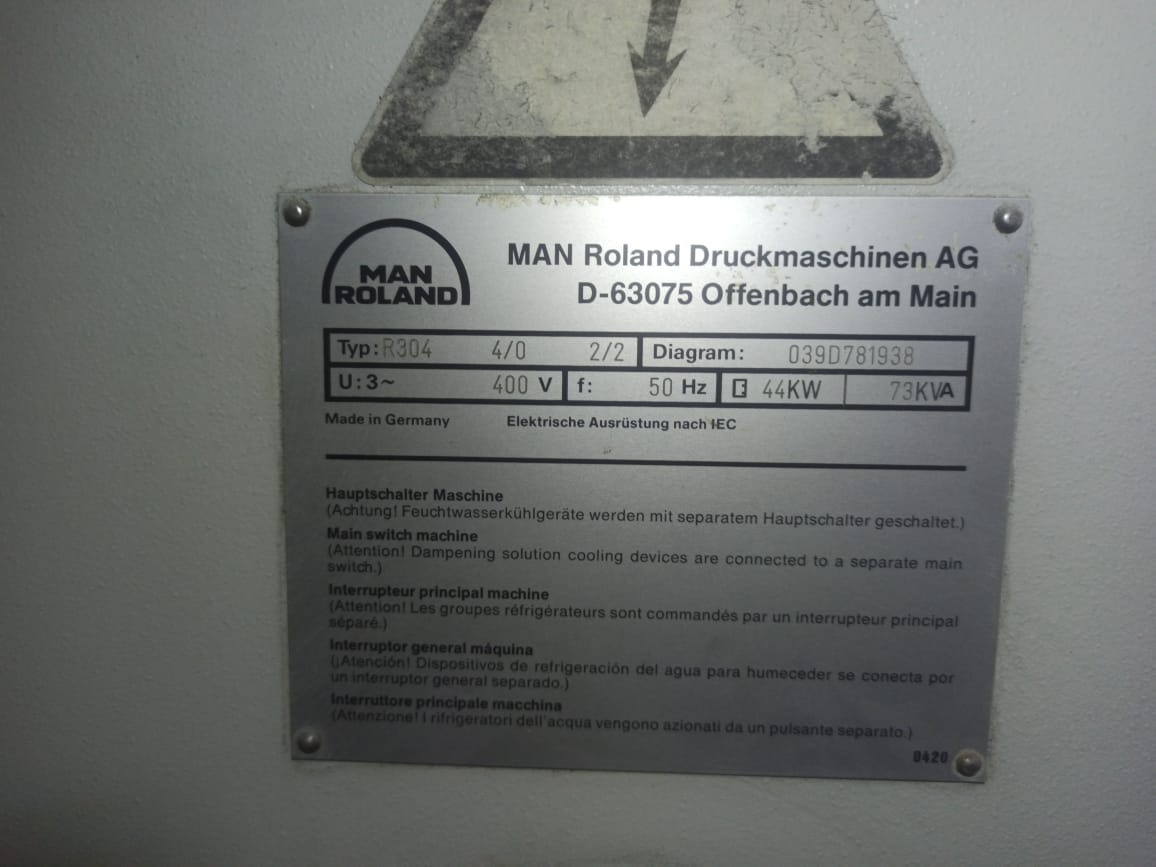 MAN
ROLAND
MAN Roland Druckmaschinen AG
D-63075 Offenbach am Main
Typ: R304 4/0 2/2 Diagram: 039D781938
U: 3~ 400 V f: 50 Hz 44KW 73KVA
Made in Germany Elektrische Ausrüstung nach IEC
Hauptschalter Maschine
(Achtung! Feuchtwasserkühlgeräte werden mit separatem Hauptschalter geschaltet.)
Main switch machine
(Attention! Dampening solution cooling devices are connected to a separate main
switch.)
Interrupteur principal machine
(Attention! Les groupes réfrigérateurs sont commandés par un interrupteur principal
séparé.)
Interruptor general máquina
(¡Atención! Dispositivos de refrigeración del agua para humeceder se conecta por
un interruptor general separado.)
Interruttore principale macchina
(Attenzione! I rifrigeratori dell'acqua vengono azionati da un pulsante separato.)
0420